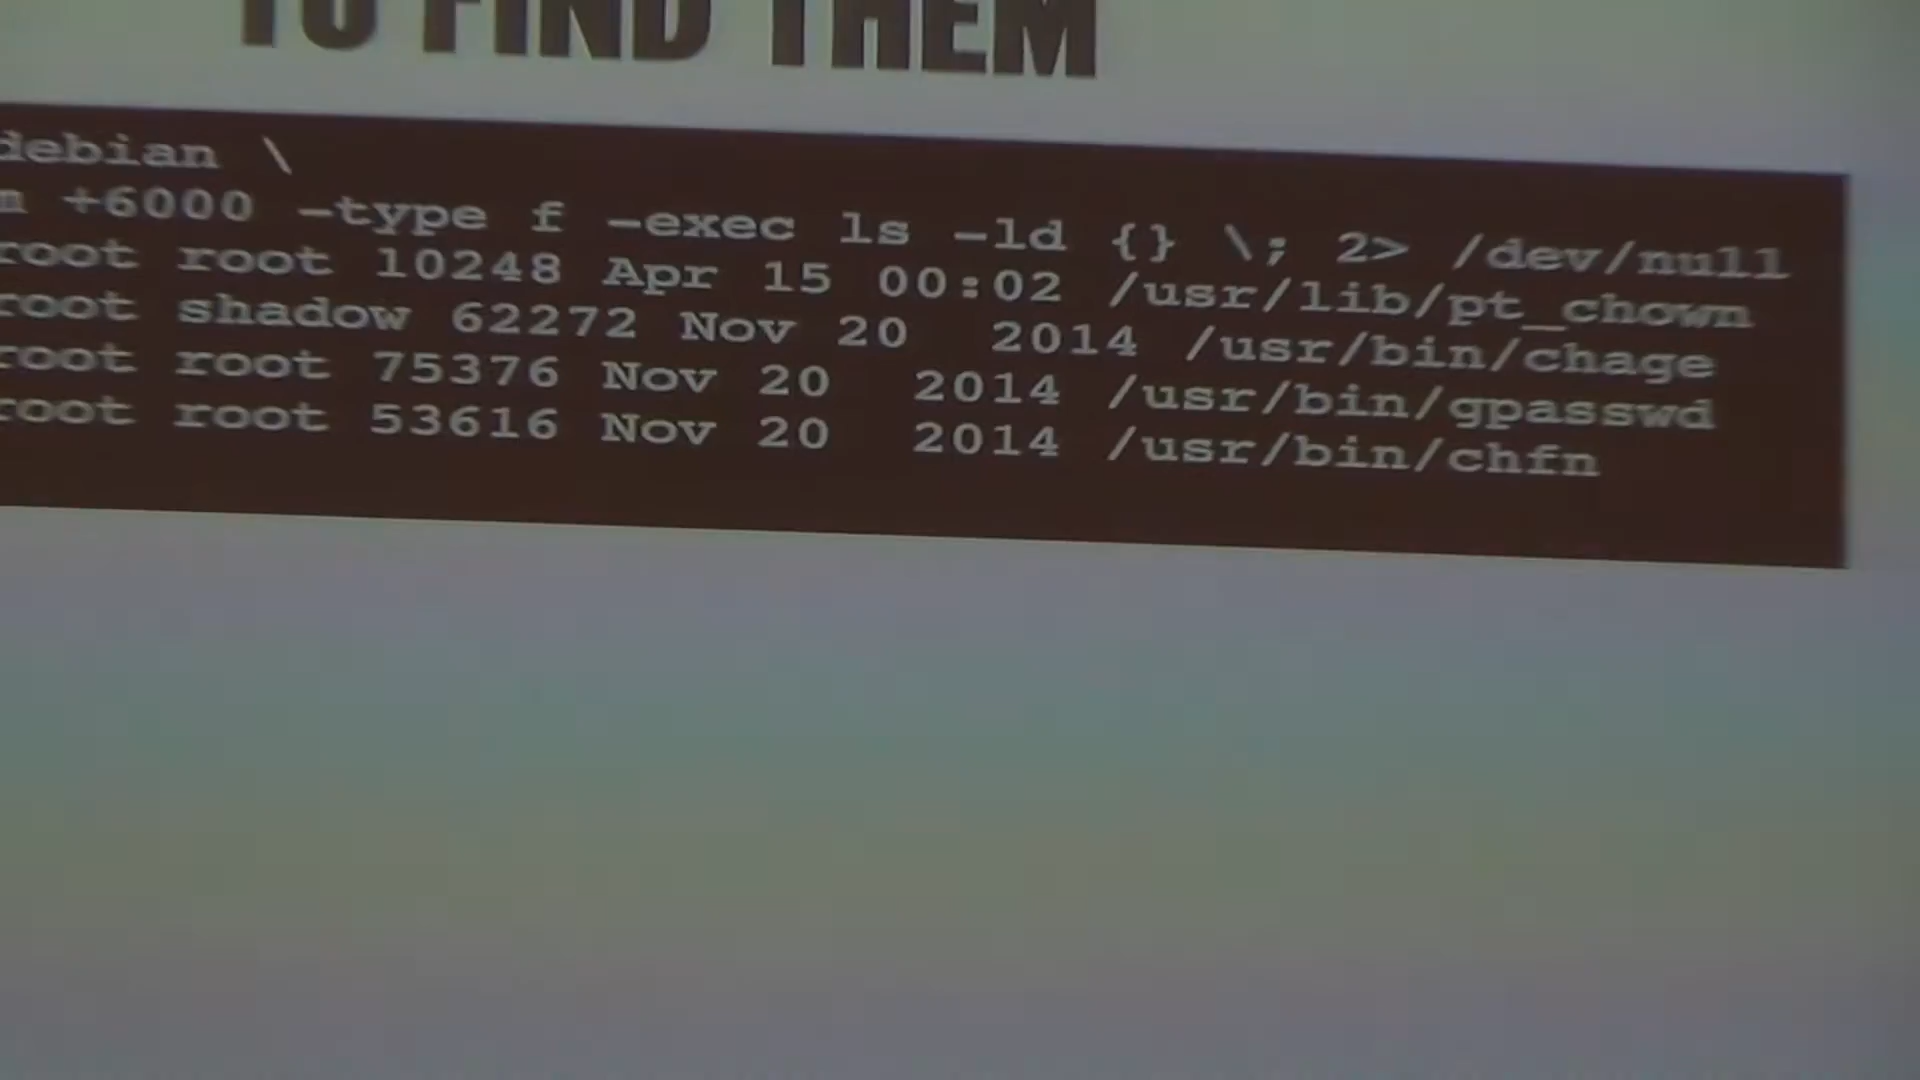 TO FIND THEM
debian \
+6000 -type f -exec ls -ld {} \; 2> /dev/null
root root 10248 Apr 15 00:02 /usr/lib/pt_chown
root shadow 62272 Nov 20  2014 /usr/bin/chage
root root 75376 Nov 20  2014 /usr/bin/gpasswd
root root 53616 Nov 20  2014 /usr/bin/chfn